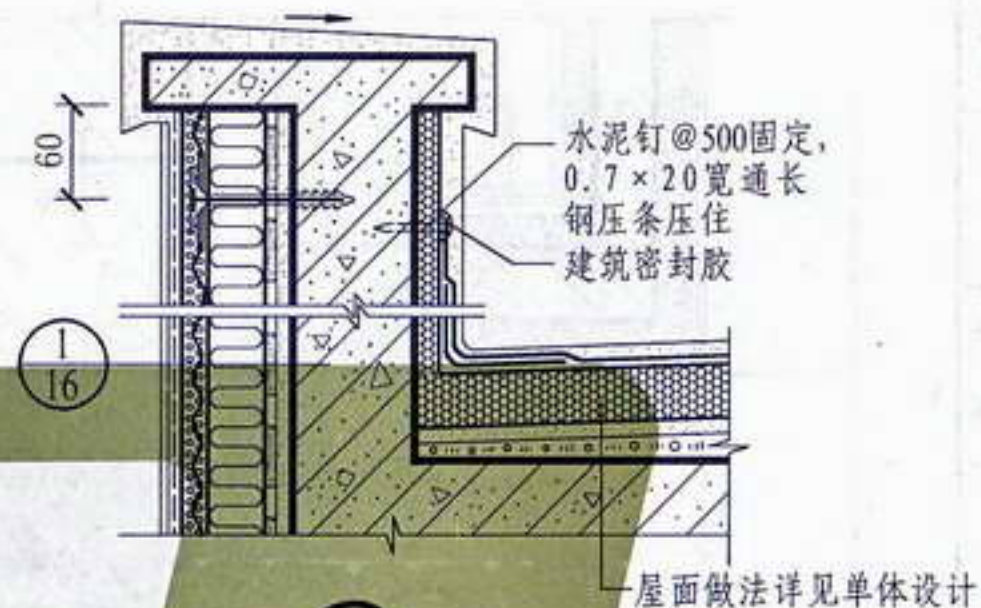 60
水泥钉@500固定，
0.7×20宽通长
钢压条压住
建筑密封胶
1
16
屋面做法详见单体设计